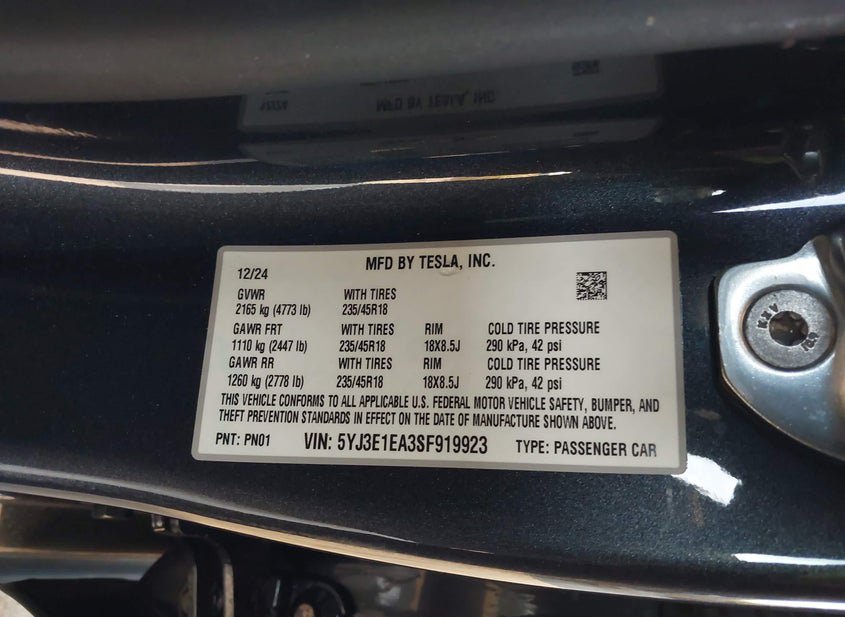 MFD BY TESLA, INC.
12/24
GVWR WITH TIRES
2165 kg (4773 lb) 235/45R18
GAWR FRT WITH TIRES RIM COLD TIRE PRESSURE
1110 kg (2447 lb) 235/45R18 18X8.5J 290 kPa, 42 psi
GAWR RR WITH TIRES RIM COLD TIRE PRESSURE
1260 kg (2778 lb) 235/45R18 18X8.5J 290 kPa, 42 psi
THIS VEHICLE CONFORMS TO ALL APPLICABLE U.S. FEDERAL MOTOR VEHICLE SAFETY, BUMPER, AND
THEFT PREVENTION STANDARDS IN EFFECT ON THE DATE OF MANUFACTURE SHOWN ABOVE.
PNT: PN01 VIN: 5YJ3E1EA3SF919923 TYPE: PASSENGER CAR